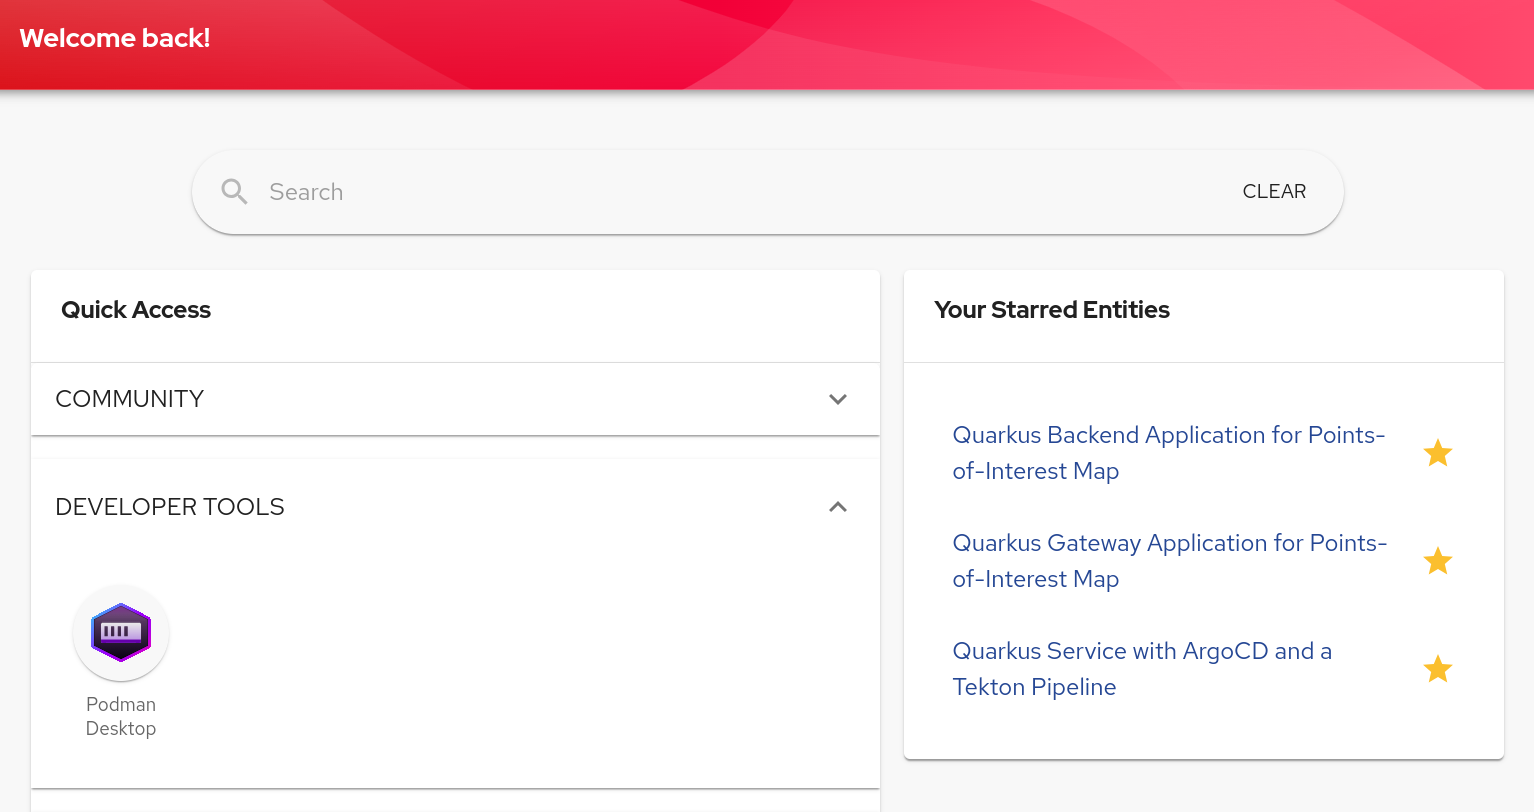 Welcome back!
Search
CLEAR
Quick Access
COMMUNITY
DEVELOPER TOOLS
Podman
Desktop
Your Starred Entities
Quarkus Backend Application for Points-
of-Interest Map
Quarkus Gateway Application for Points-
of-Interest Map
Quarkus Service with ArgoCD and a
Tekton Pipeline